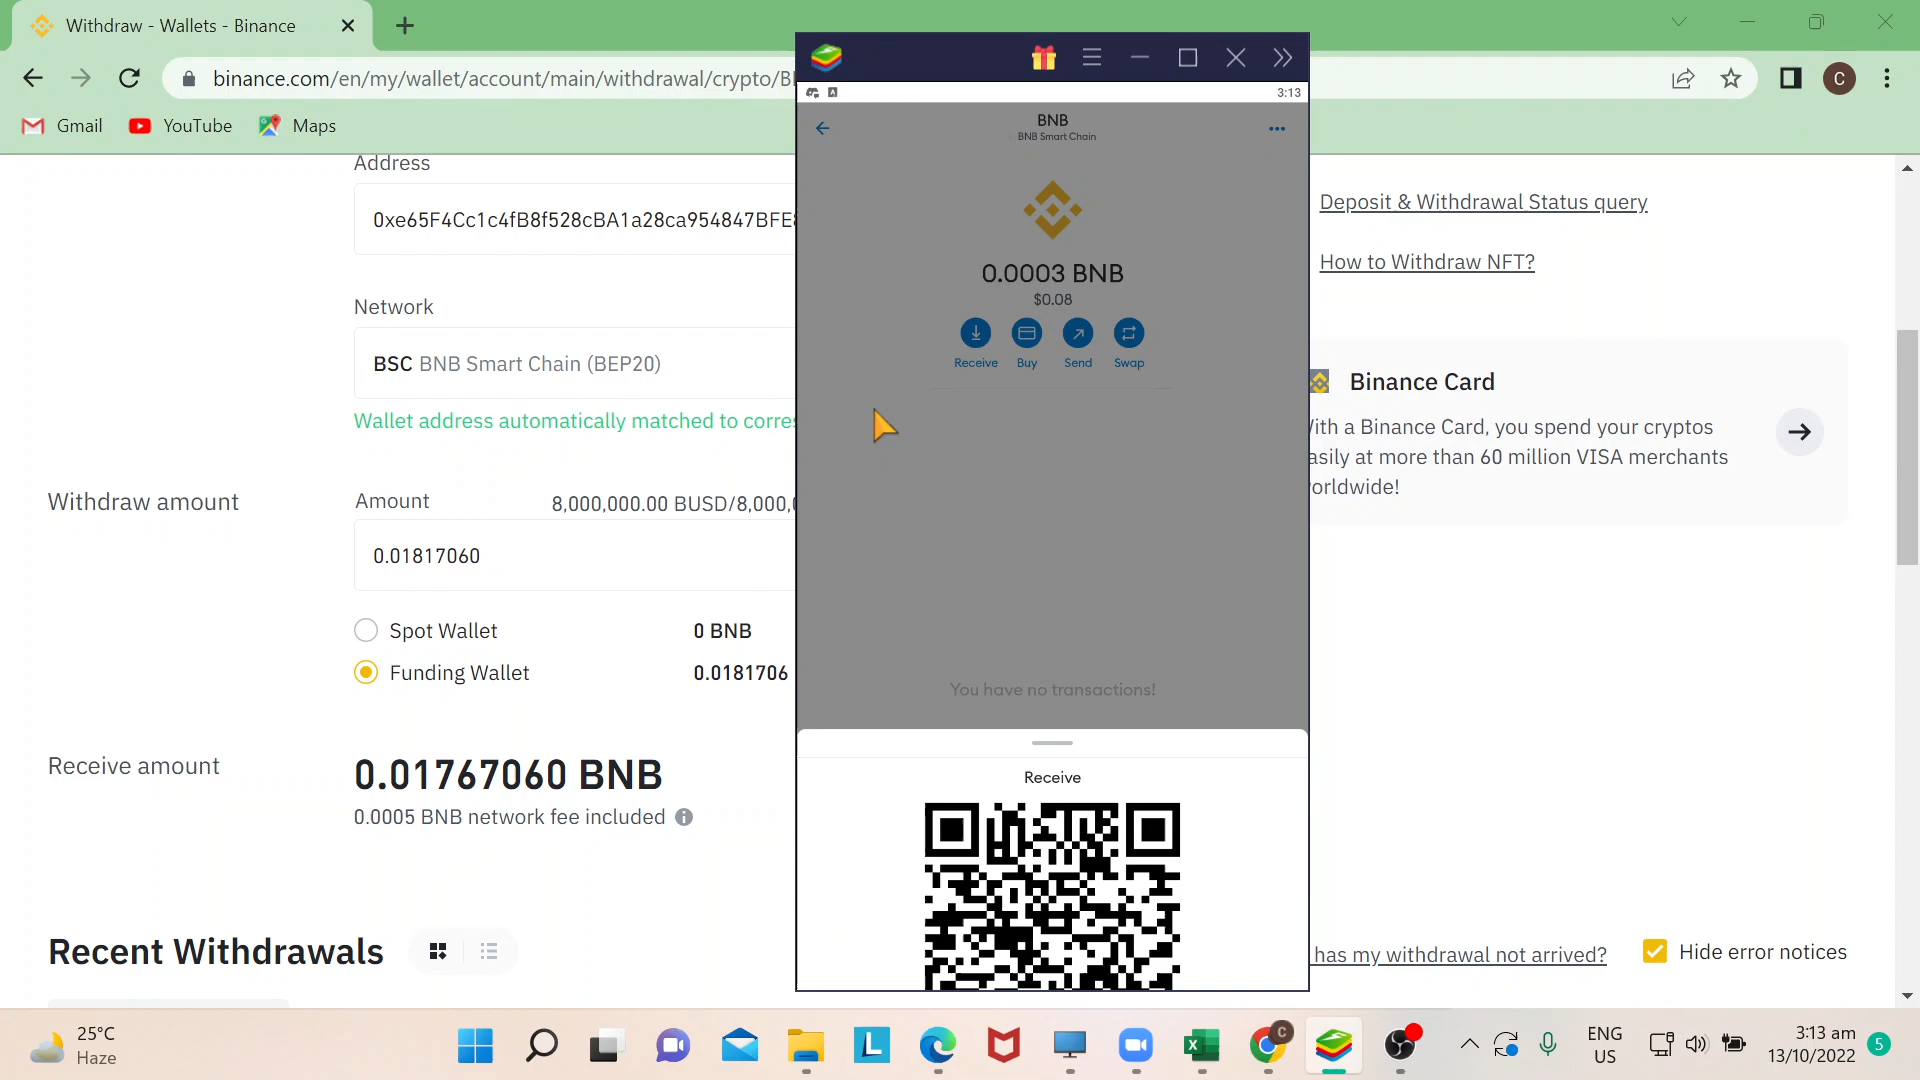 Withdraw - Wallets - Binance
binance.com/en/my/wallet/account/main/withdrawal/crypto/B
C
Gmail
YouTube
Maps
Address
0xe65F4Cc1c4fB8f528cBA1a28ca954847BFE
Network
BSC BNB Smart Chain (BEP20)
Wallet address automatically matched to corre
Withdraw amount
Amount
8,000,000.00 BUSD/8,000,
0.01817060
Spot Wallet
0 BNB
Funding Wallet
0.0181706
Receive amount
0.01767060 BNB
0.0005 BNB network fee included
Recent Withdrawals
3:13
BNB
BNB Smart Chain
0.0003 BNB
$0.08
Receive
Buy
Send
Swap
You have no transactions!
Receive
Deposit & Withdrawal Status query
How to Withdraw NFT?
Binance Card
ith a Binance Card, you spend your cryptos
asily at more than 60 million VISA merchants
orldwide!
has my withdrawal not arrived?
Hide error notices
25°C
Haze
L
X
C
ENG
US
3:13 am
13/10/2022
5